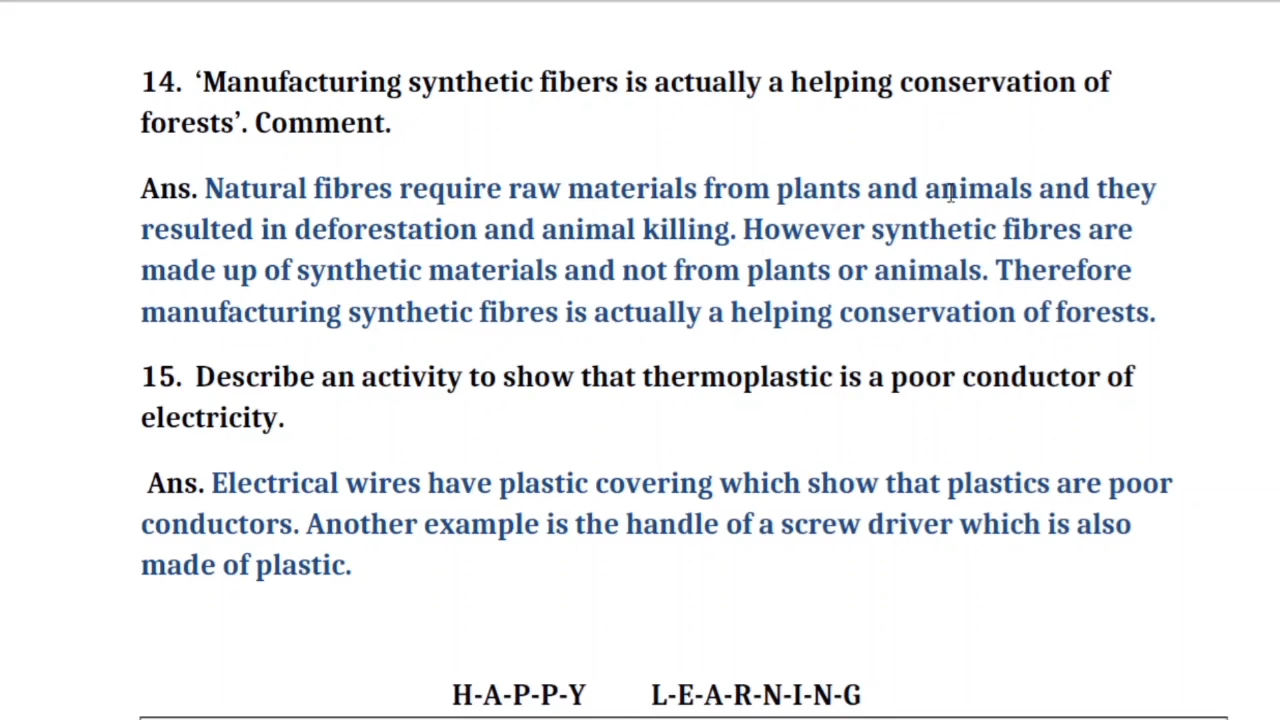 14. ‘Manufacturing synthetic fibers is actually a helping conservation of
forests’. Comment.
Ans. Natural fibres require raw materials from plants and animals and they
resulted in deforestation and animal killing. However synthetic fibres are
made up of synthetic materials and not from plants or animals. Therefore
manufacturing synthetic fibres is actually a helping conservation of forests.
15. Describe an activity to show that thermoplastic is a poor conductor of
electricity.
Ans. Electrical wires have plastic covering which show that plastics are poor
conductors. Another example is the handle of a screw driver which is also
made of plastic.
H-A-P-P-Y L-E-A-R-N-I-N-G